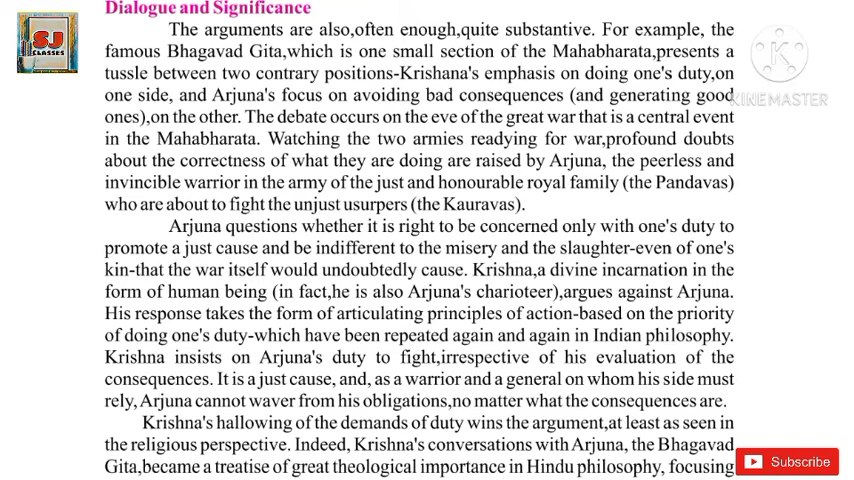 Dialogue and Significance
SJ
CLASSES
The arguments are also,often enough,quite substantive. For example, the
famous Bhagavad Gita,which is one small section of the Mahabharata,presents a
tussle between two contrary positions-Krishana's emphasis on doing one's duty,on
one side, and Arjuna's focus on avoiding bad consequences (and generating good
KINEMASTER
ones),on the other. The debate occurs on the eve of the great war that is a central event
in the Mahabharata. Watching the two armies readying for war,profound doubts
about the correctness of what they are doing are raised by Arjuna, the peerless and
invincible warrior in the army of the just and honourable royal family (the Pandavas)
who are about to fight the unjust usurpers (the Kauravas).
Arjuna questions whether it is right to be concerned only with one's duty to
promote a just cause and be indifferent to the misery and the slaughter-even of one's
kin-that the war itself would undoubtedly cause. Krishna,a divine incarnation in the
form of human being (in fact,he is also Arjuna's charioteer),argues against Arjuna.
His response takes the form of articulating principles of action-based on the priority
of doing one's duty-which have been repeated again and again in Indian philosophy.
Krishna insists on Arjuna's duty to fight,irrespective of his evaluation of the
consequences. It is a just cause, and, as a warrior and a general on whom his side must
rely, Arjuna cannot waver from his obligations,no matter what the consequences are.
Krishna's hallowing of the demands of duty wins the argument,at least as seen in
the religious perspective. Indeed, Krishna's conversations with Arjuna, the Bhagavad
Gita,became a treatise of great theological importance in Hindu philosophy, focusing
Subscribe